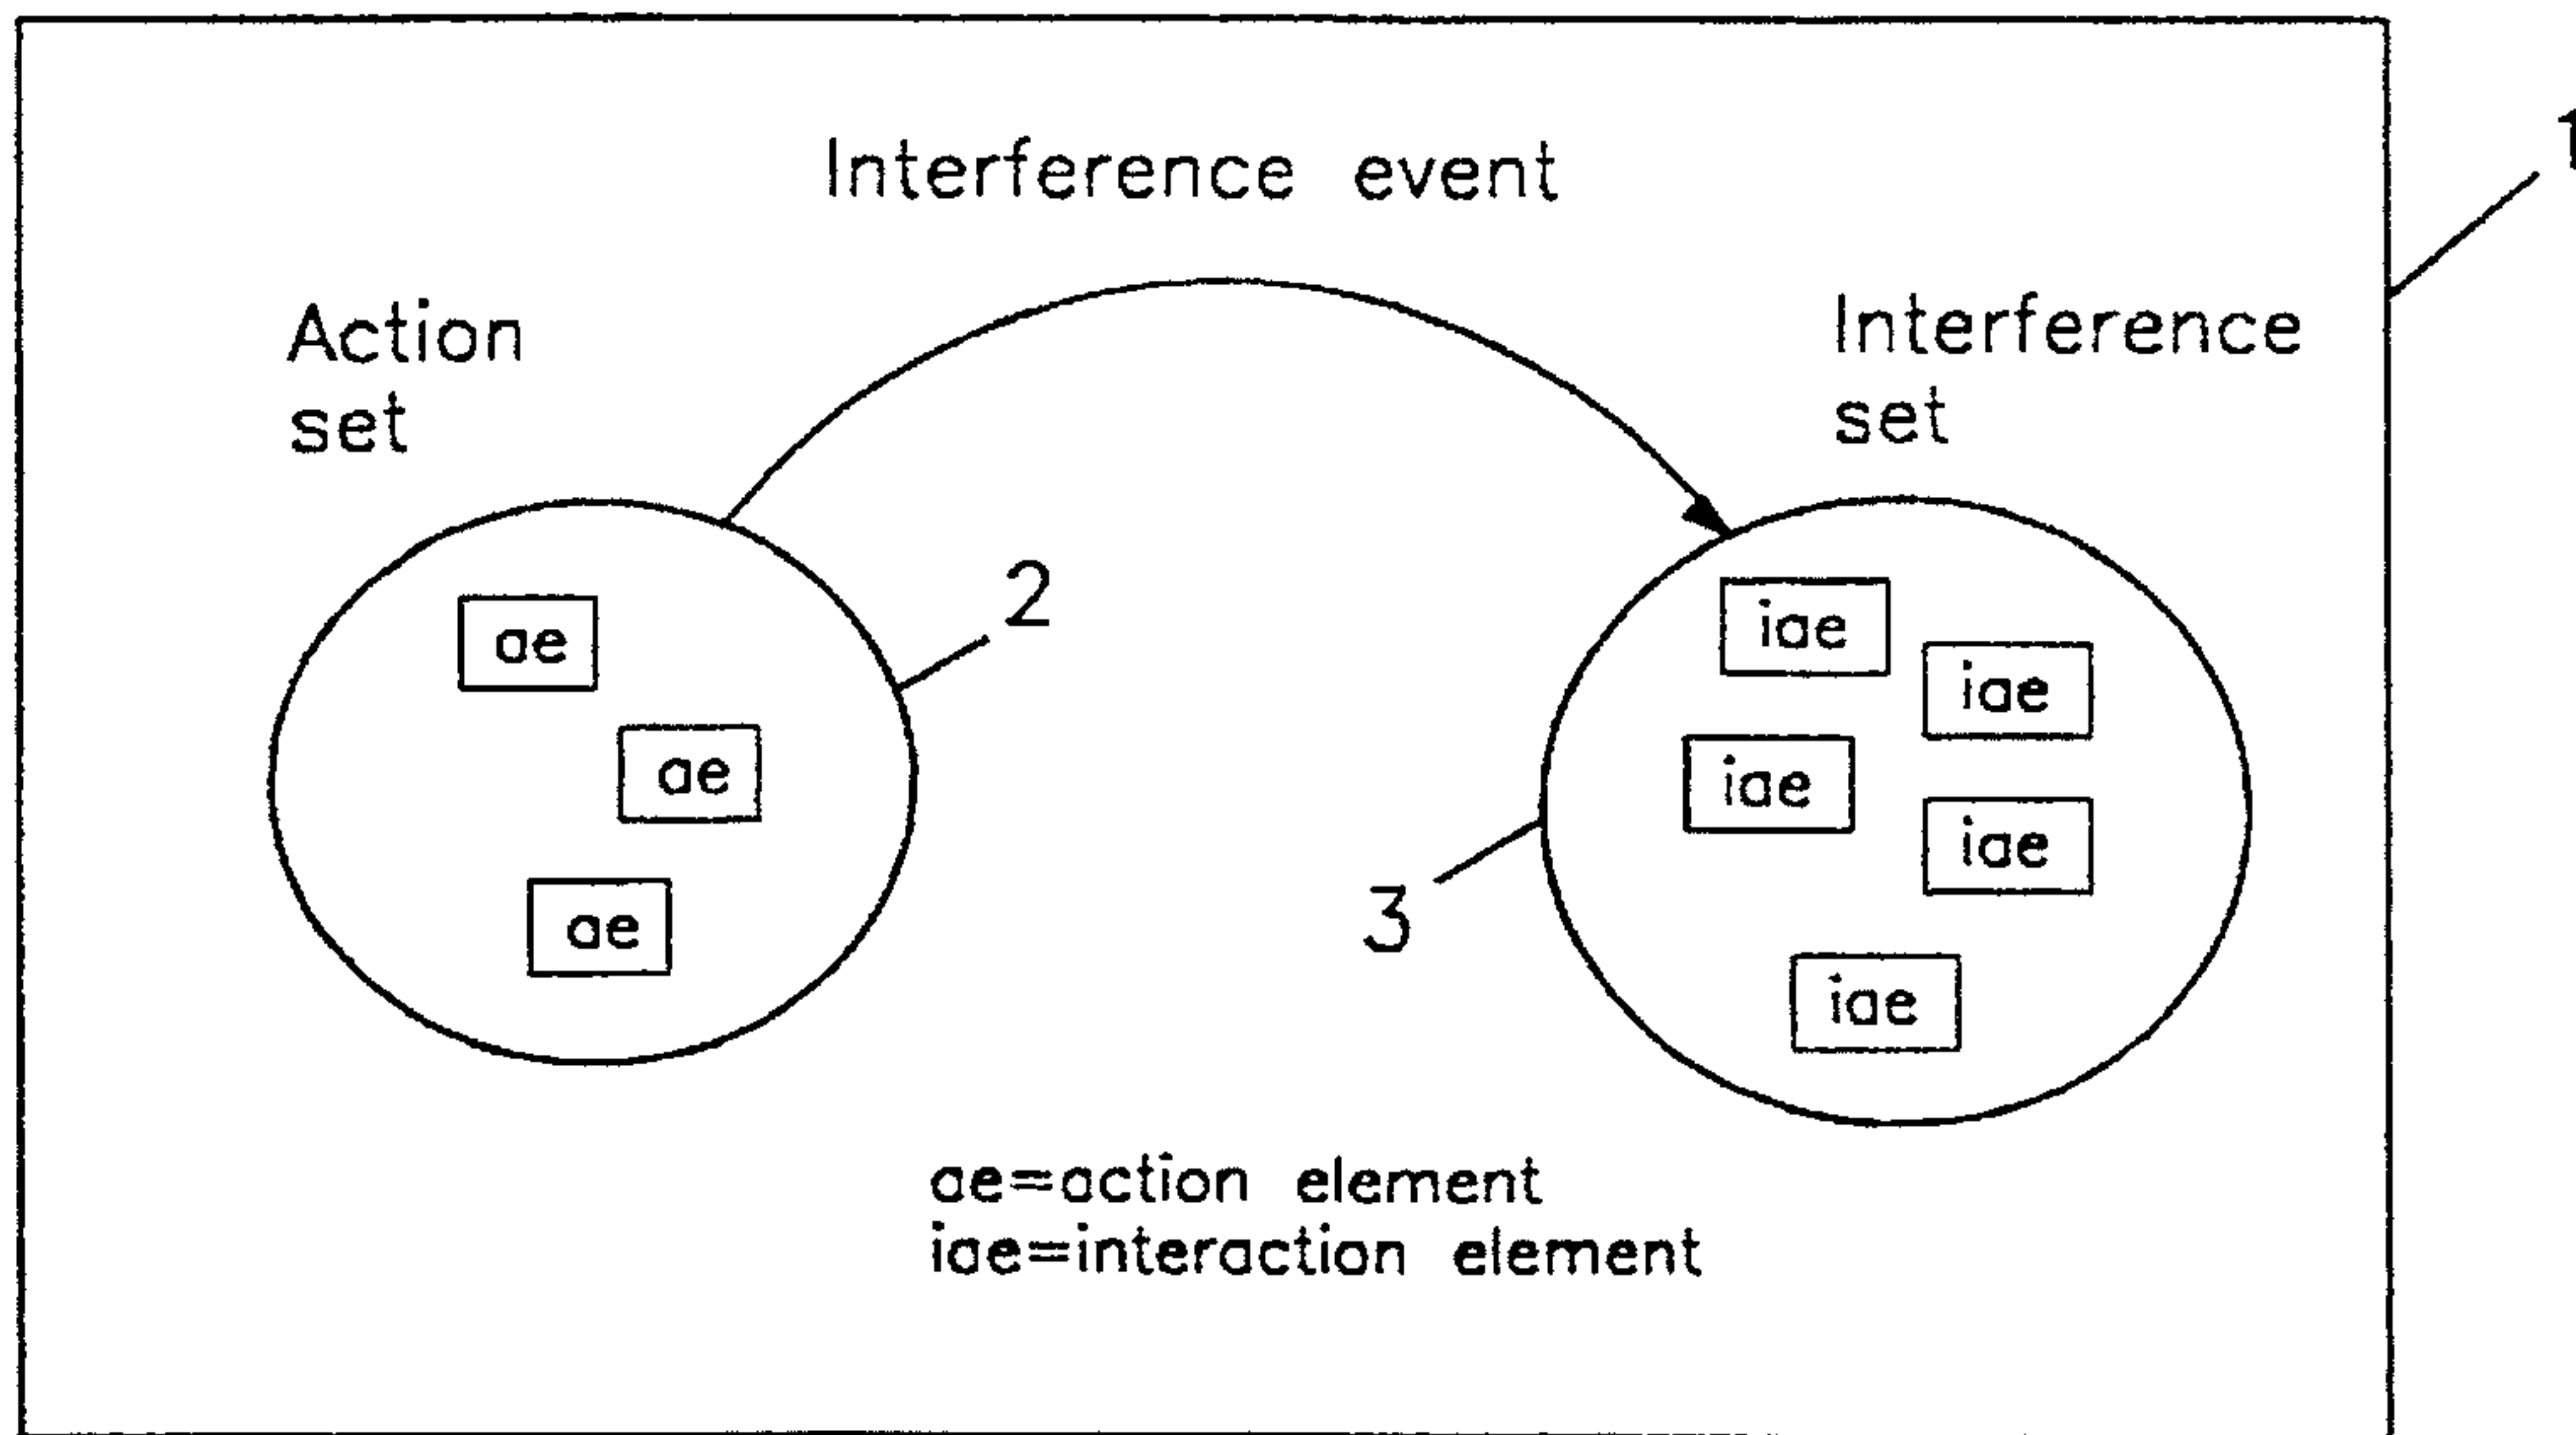 Interference event
1
Action
set
Interference
set
2
ae
ae
ae
iae
iae
iae
iae
iae
3
ae=action element
iae=interaction element